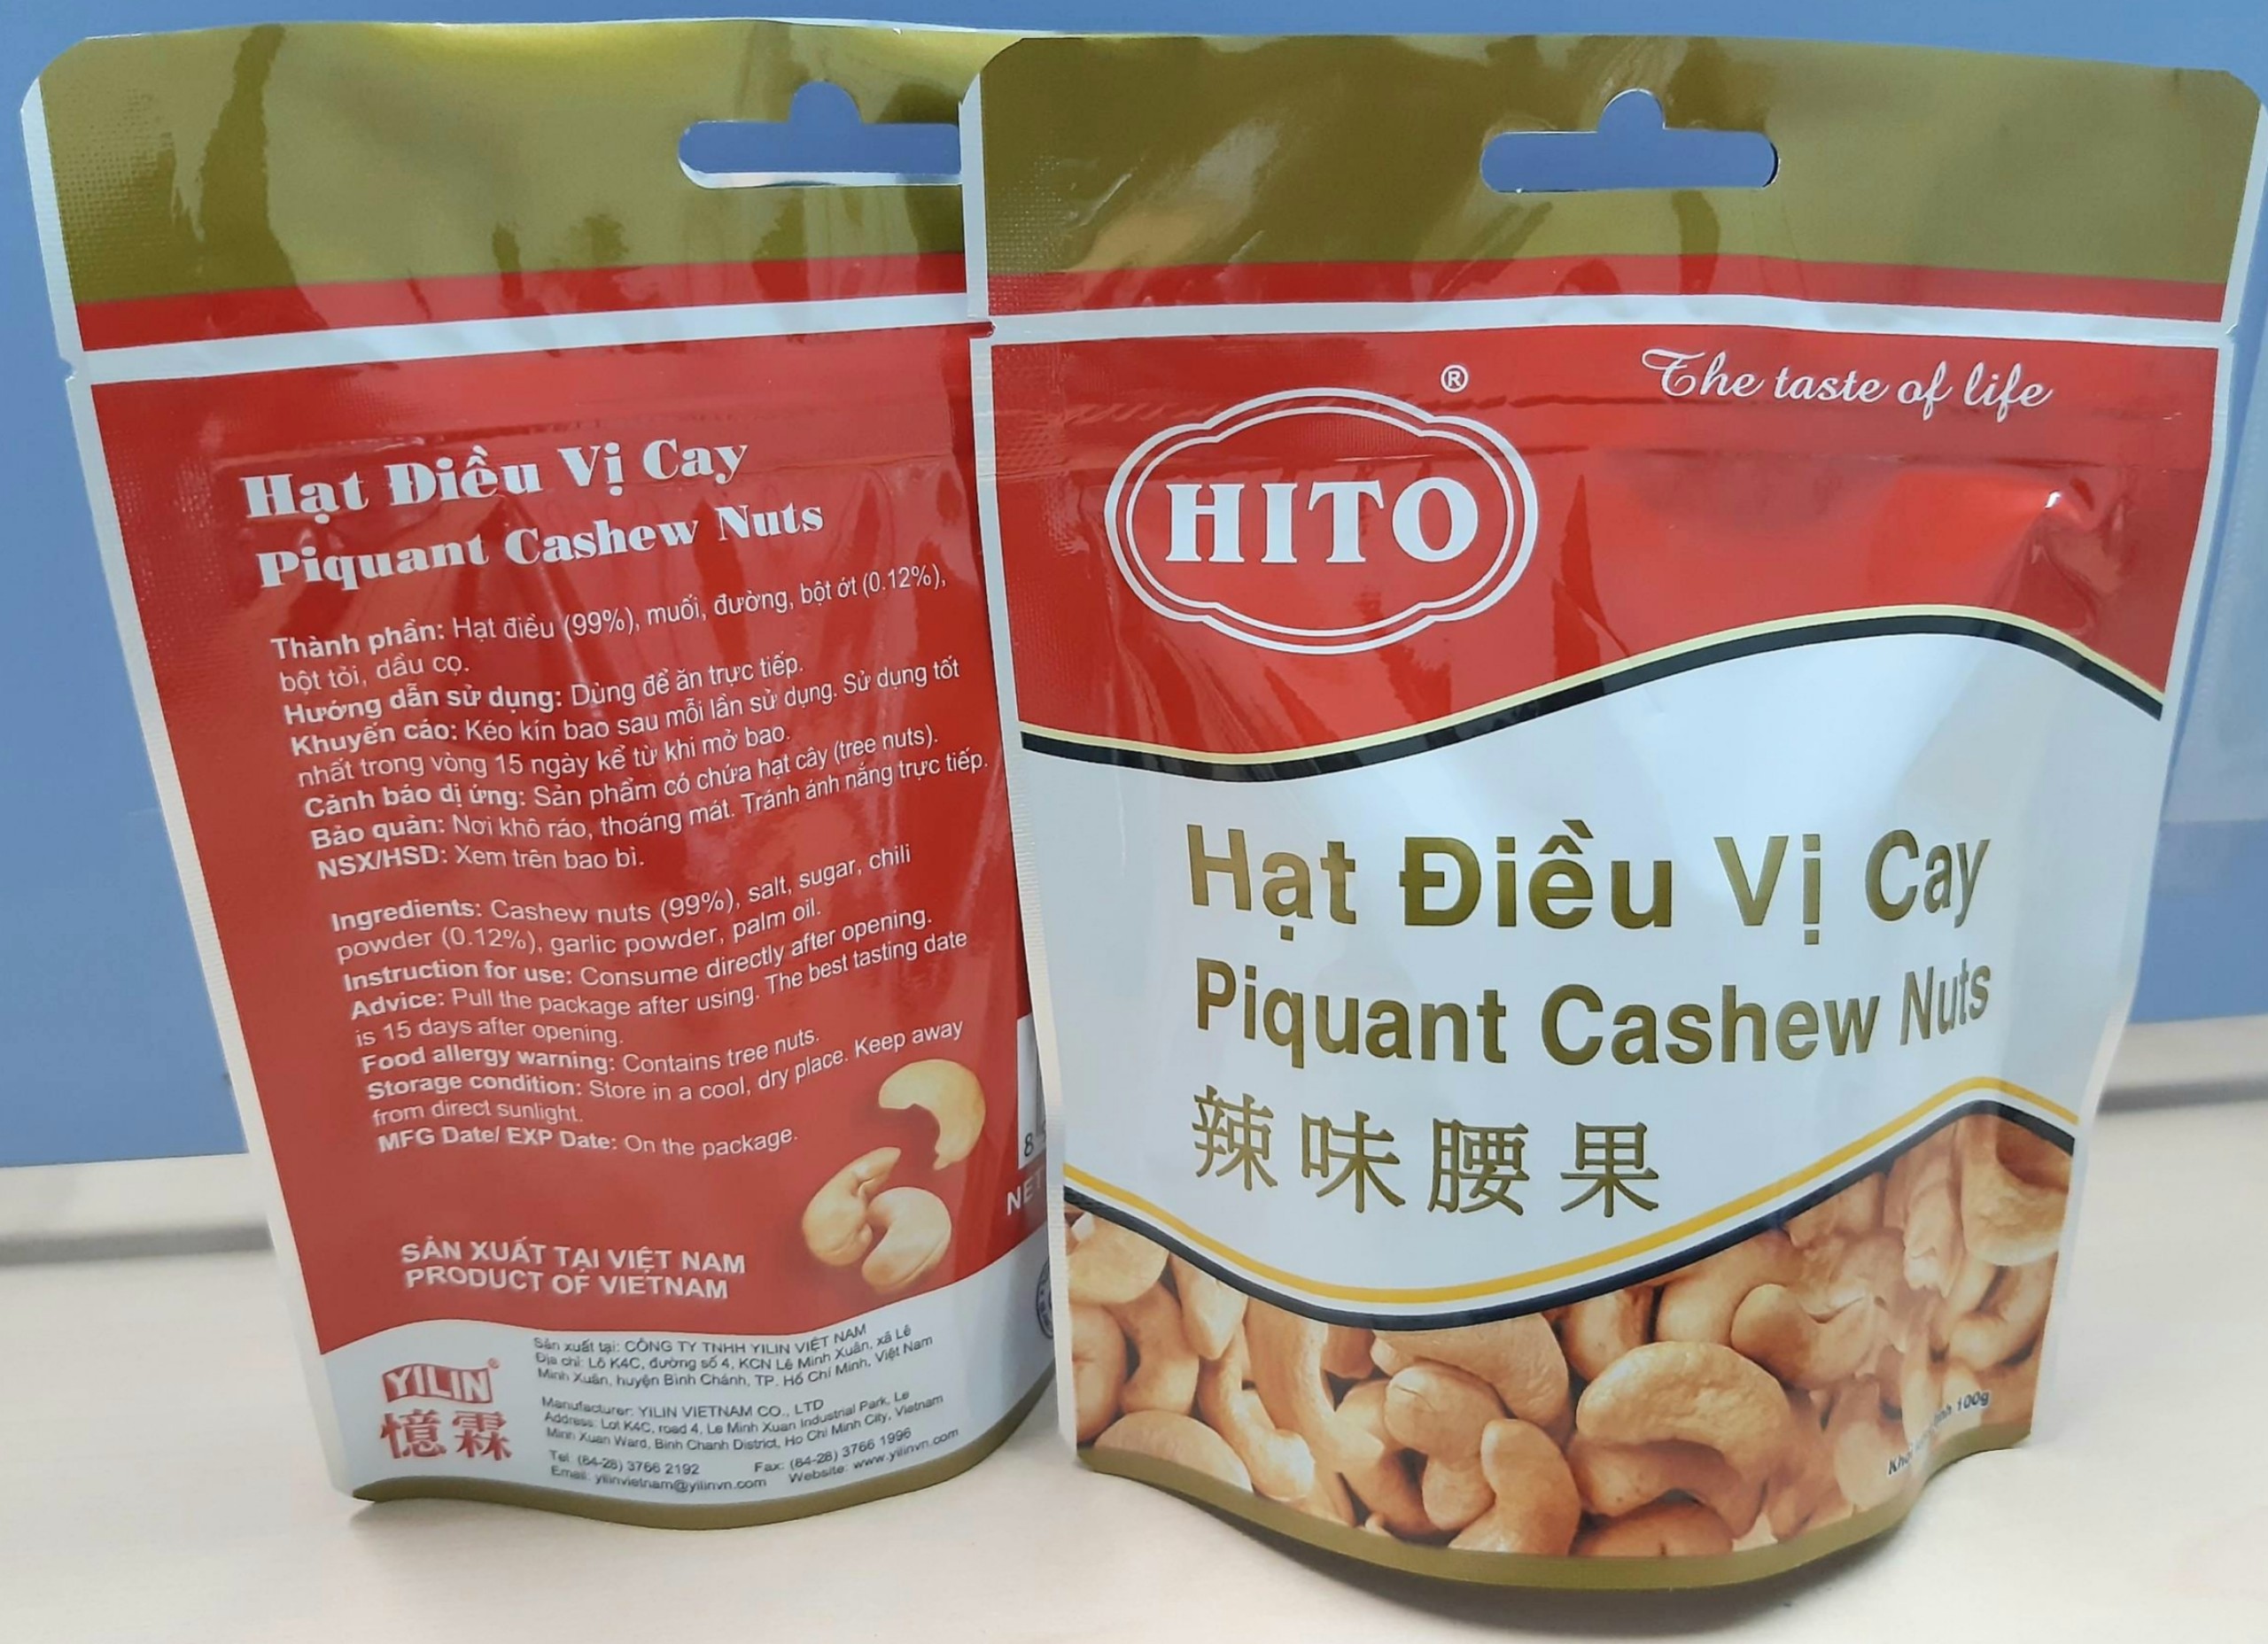 Hạt Điều Vị Cay
Piquant Cashew Nuts
Thành phần: Hạt điều (99%), muối, đường, bột ớt (0.12%),
bột tỏi, dầu cọ.
Hướng dẫn sử dụng: Dùng để ăn trực tiếp.
Khuyến cáo: Kéo kín bao sau mỗi lần sử dụng. Sử dụng tốt
nhất trong vòng 15 ngày kể từ khi mở bao.
Cảnh báo dị ứng: Sản phẩm có chứa hạt cây (tree nuts).
Bảo quản: Nơi khô ráo, thoáng mát. Tránh ánh nắng trực tiếp.
NSX/HSD: Xem trên bao bì.
Ingredients: Cashew nuts (99%), salt, sugar, chili
powder (0.12%), garlic powder, palm oil.
Instruction for use: Consume directly after opening.
Advice: Pull the package after using. The best tasting date
is 15 days after opening.
Food allergy warning: Contains tree nuts.
Storage condition: Store in a cool, dry place. Keep away
from direct sunlight.
MFG Date/ EXP Date: On the package.
8
NE
SẢN XUẤT TẠI VIỆT NAM
PRODUCT OF VIETNAM
YILIN®
憶霖
Sản xuất tại: CÔNG TY TNHH YILIN VIỆT NAM
Địa chỉ: Lô K4C, đường số 4, KCN Lê Minh Xuân, xã Lê
Minh Xuân, huyện Bình Chánh, TP. Hồ Chí Minh, Việt Nam
Manufacturer: YILIN VIETNAM CO., LTD
Address: Lot K4C, road 4, Le Minh Xuan Industrial Park, Le
Minh Xuan Ward, Binh Chanh District, Ho Chi Minh City, Vietnam
Tel: (84-28) 3766 2192 Fax: (84-28) 3766 1996
Email: yilinvietnam@yilinvn.com Website: www.yilinvn.com
The taste of life
HITO®
Hạt Điều Vị Cay
Piquant Cashew Nuts
辣味腰果
100g